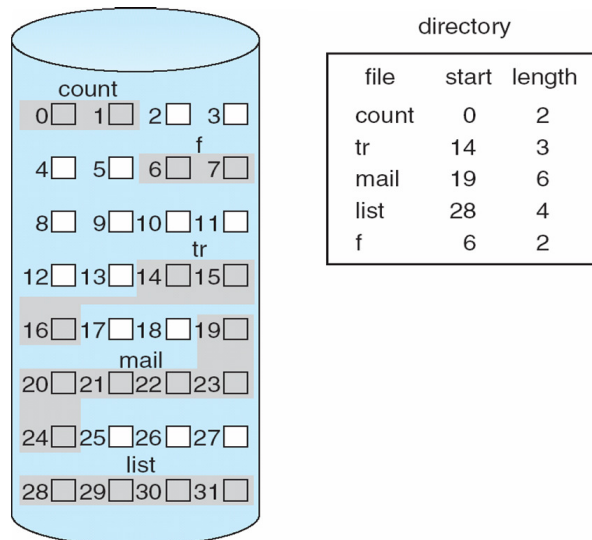 count
0 1 2 3
f
4 5 6 7
8 9 10 11
tr
12 13 14 15
16 17 18 19
mail
20 21 22 23
24 25 26 27
list
28 29 30 31
directory
file start length
count 0 2
tr 14 3
mail 19 6
list 28 4
f 6 2